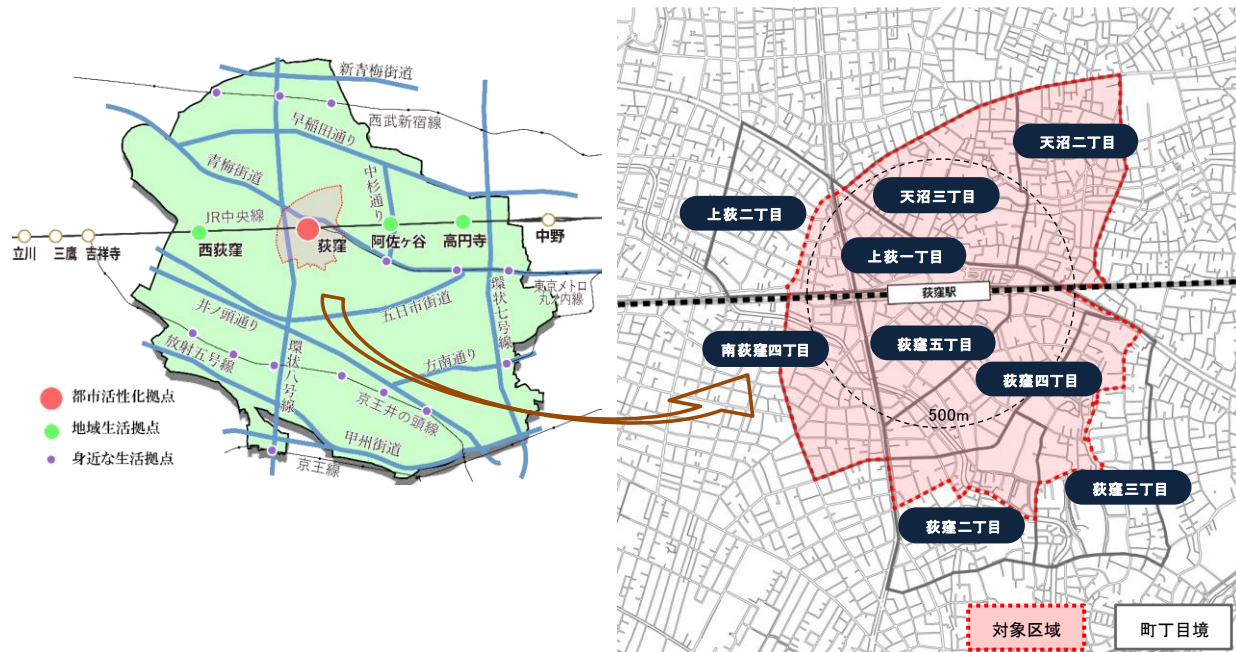 新青梅街道
西武新宿線
早稲田通り
青梅街道
中杉通り
JR中央線
西荻窪
荻窪
阿佐ヶ谷
高円寺
中野
立川
三鷹
吉祥寺
東京メトロ
丸ノ内線
五日市街道
環状七号線
井ノ頭通り
放射五号線
環状八号線
方南通り
京王井の頭線
甲州街道
京王線
都市活性化拠点
地域生活拠点
身近な生活拠点
天沼二丁目
天沼三丁目
上荻二丁目
上荻一丁目
荻窪駅
南荻窪四丁目
荻窪五丁目
荻窪四丁目
500m
荻窪三丁目
荻窪二丁目
対象区域
町丁目境